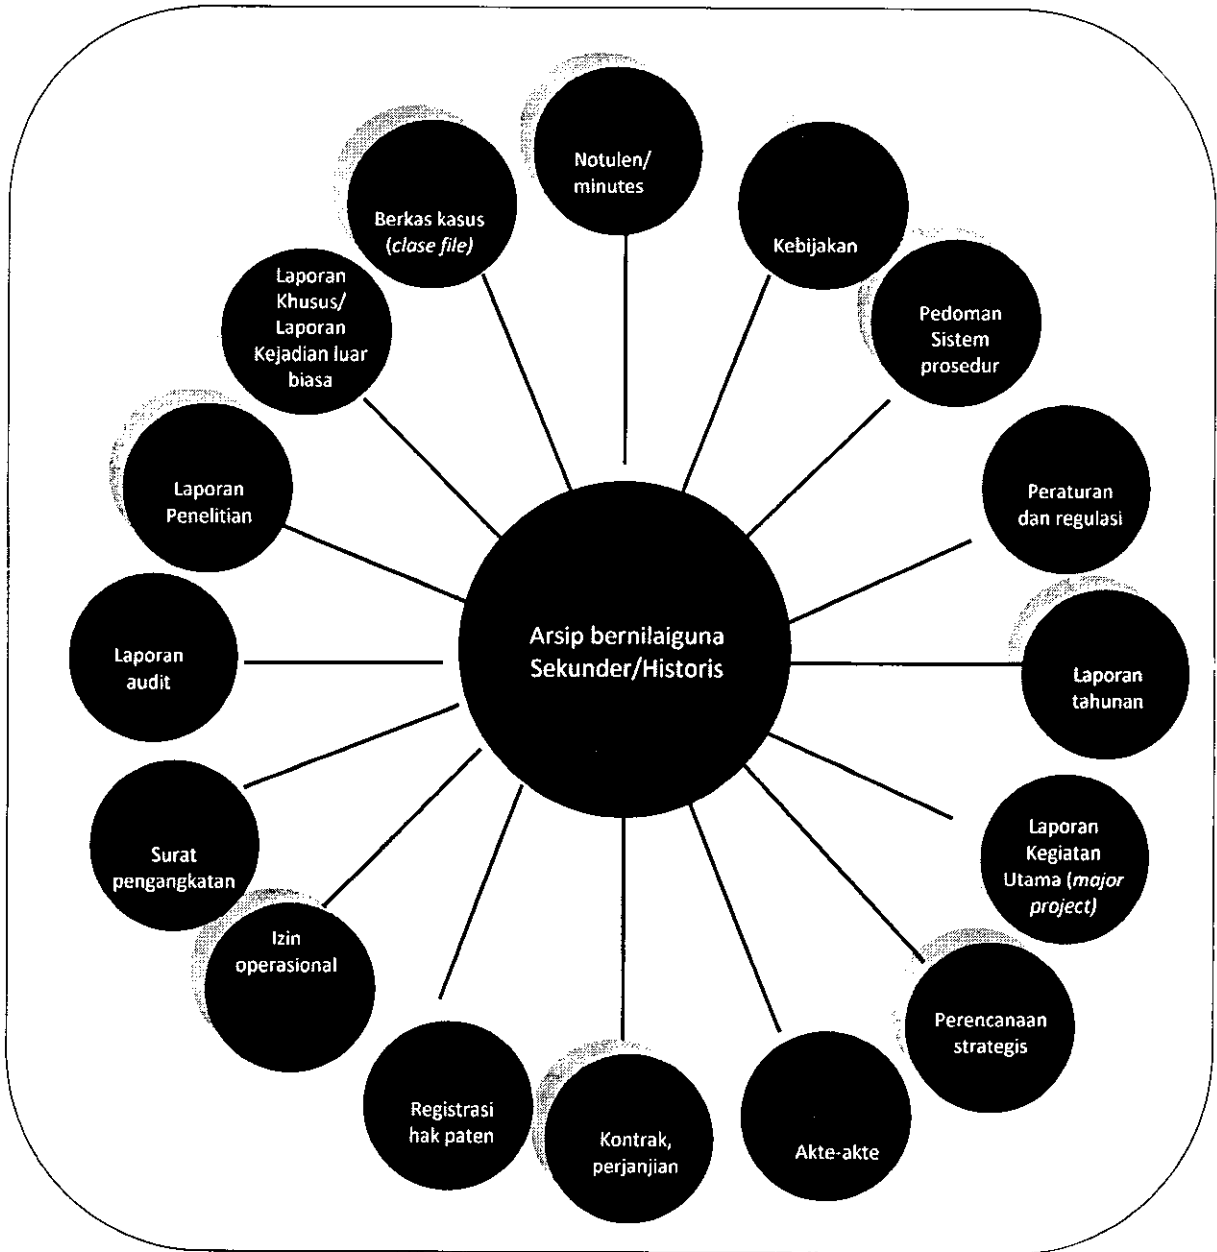 Notulen/
minutes
Kebijakan
Pedoman
Sistem
prosedur
Peraturan
dan regulasi
Laporan
tahunan
Laporan
Kegiatan
Utama (major
project)
Perencanaan
strategis
Akte-akte
Kontrak,
perjanjian
Registrasi
hak paten
Izin
operasional
Surat
pengangkatan
Laporan
audit
Laporan
Penelitian
Laporan
Khusus/
Laporan
Kejadian luar
biasa
Berkas kasus
(clase file)
Arsip bernilaiguna
Sekunder/Historis